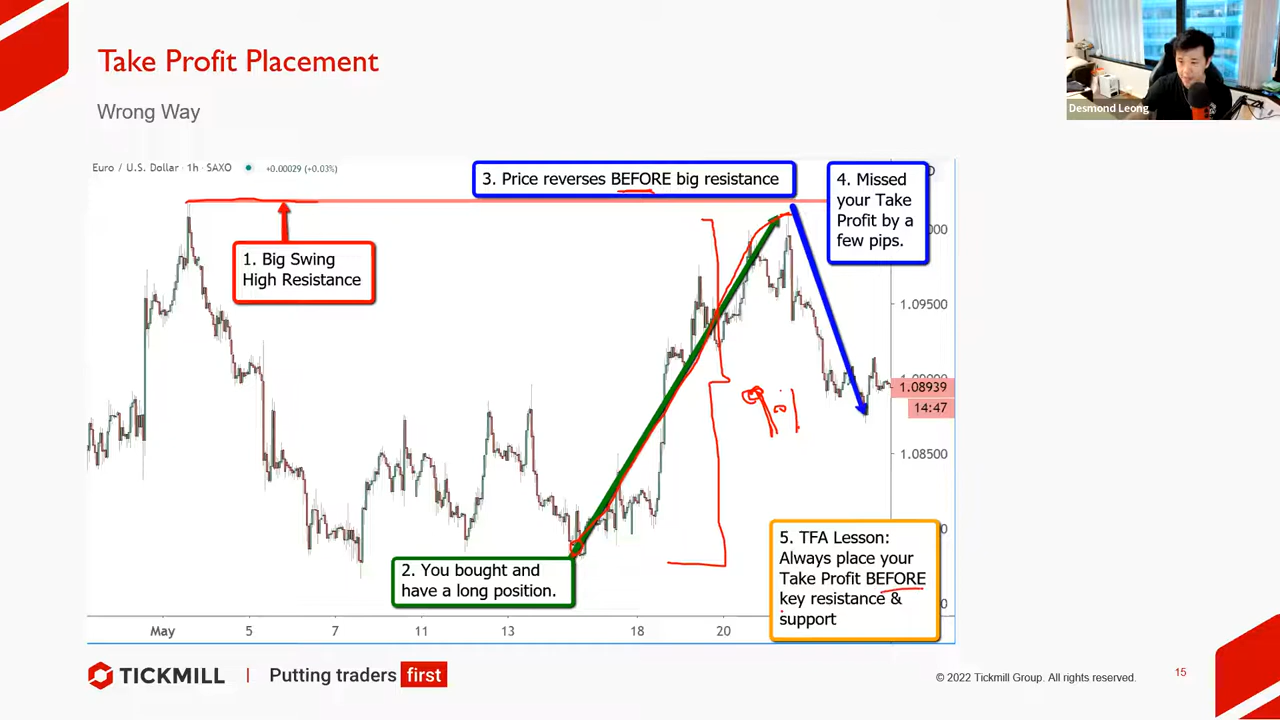 Take Profit Placement
Wrong Way
Desmond Leong
Euro / U.S. Dollar · 1h · SAXO
+0.00029 (+0.03%)
3. Price reverses BEFORE big resistance
4. Missed
your Take
Profit by a
few pips.
1. Big Swing
High Resistance
1.09500
1.08939
14:47
1.08500
2. You bought and
have a long position.
5. TFA Lesson:
Always place your
Take Profit BEFORE
key resistance &
support
May 5 7 11 13 18 20
TICKMILL | Putting traders first
© 2022 Tickmill Group. All rights reserved.
15